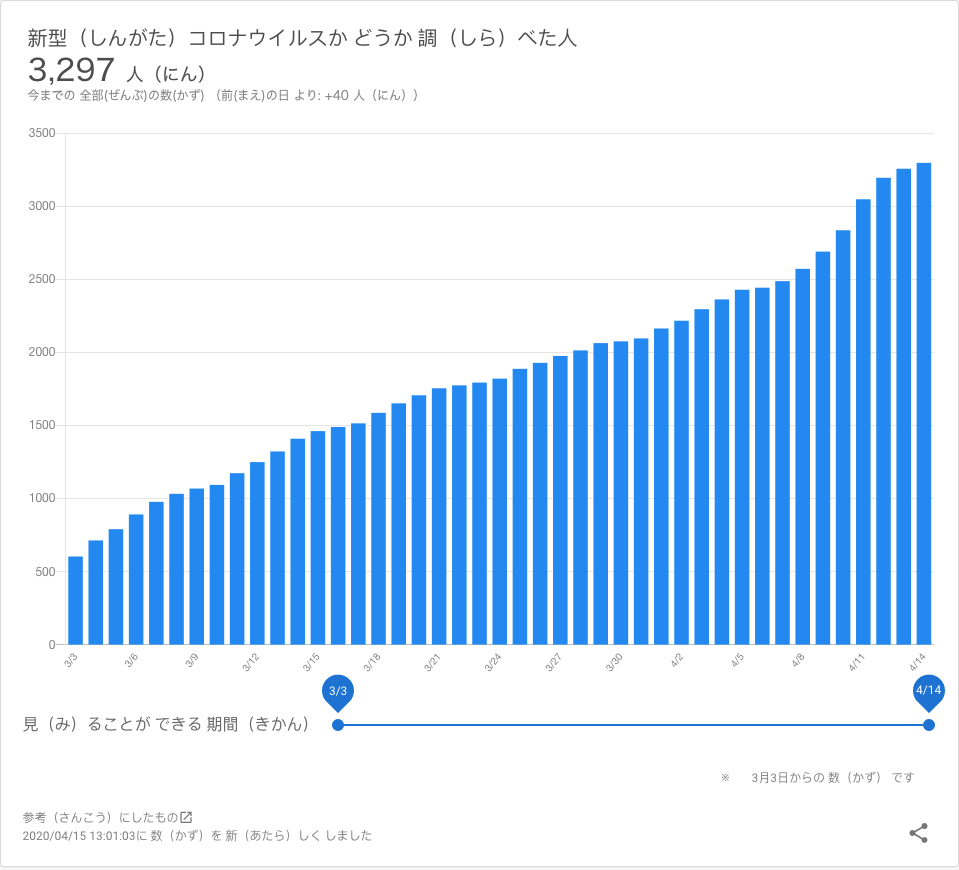 新型（しんがた）コロナウイルスか どうか 調（しら）べた人
3,297 人（にん）
今までの 全部(ぜんぶ)の数(かず) （前(まえ)の日 より: +40 人（にん））
3500
3000
2500
2000
1500
1000
500
0
3/3 3/6 3/9 3/12 3/15 3/18 3/21 3/24 3/27 3/30 4/2 4/5 4/8 4/11 4/14
3/3 4/14
見（み）ることが できる 期間（きかん）
※ 3月3日からの 数（かず） です
参考（さんこう）にしたもの
2020/04/15 13:01:03に 数（かず）を 新（あたら）しく しました